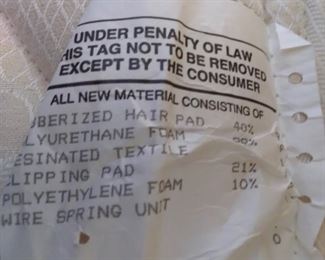 UNDER PENALTY OF LAW
HIS TAG NOT TO BE REMOVED
EXCEPT BY THE CONSUMER
ALL NEW MATERIAL CONSISTING OF
BBERIZED HAIR PAD 40%
LYURETHANE FOAM
ESINATED TEXTILE
CLIPPING PAD 21%
POLYETHYLENE FOAM 10%
WIRE SPRING UNIT